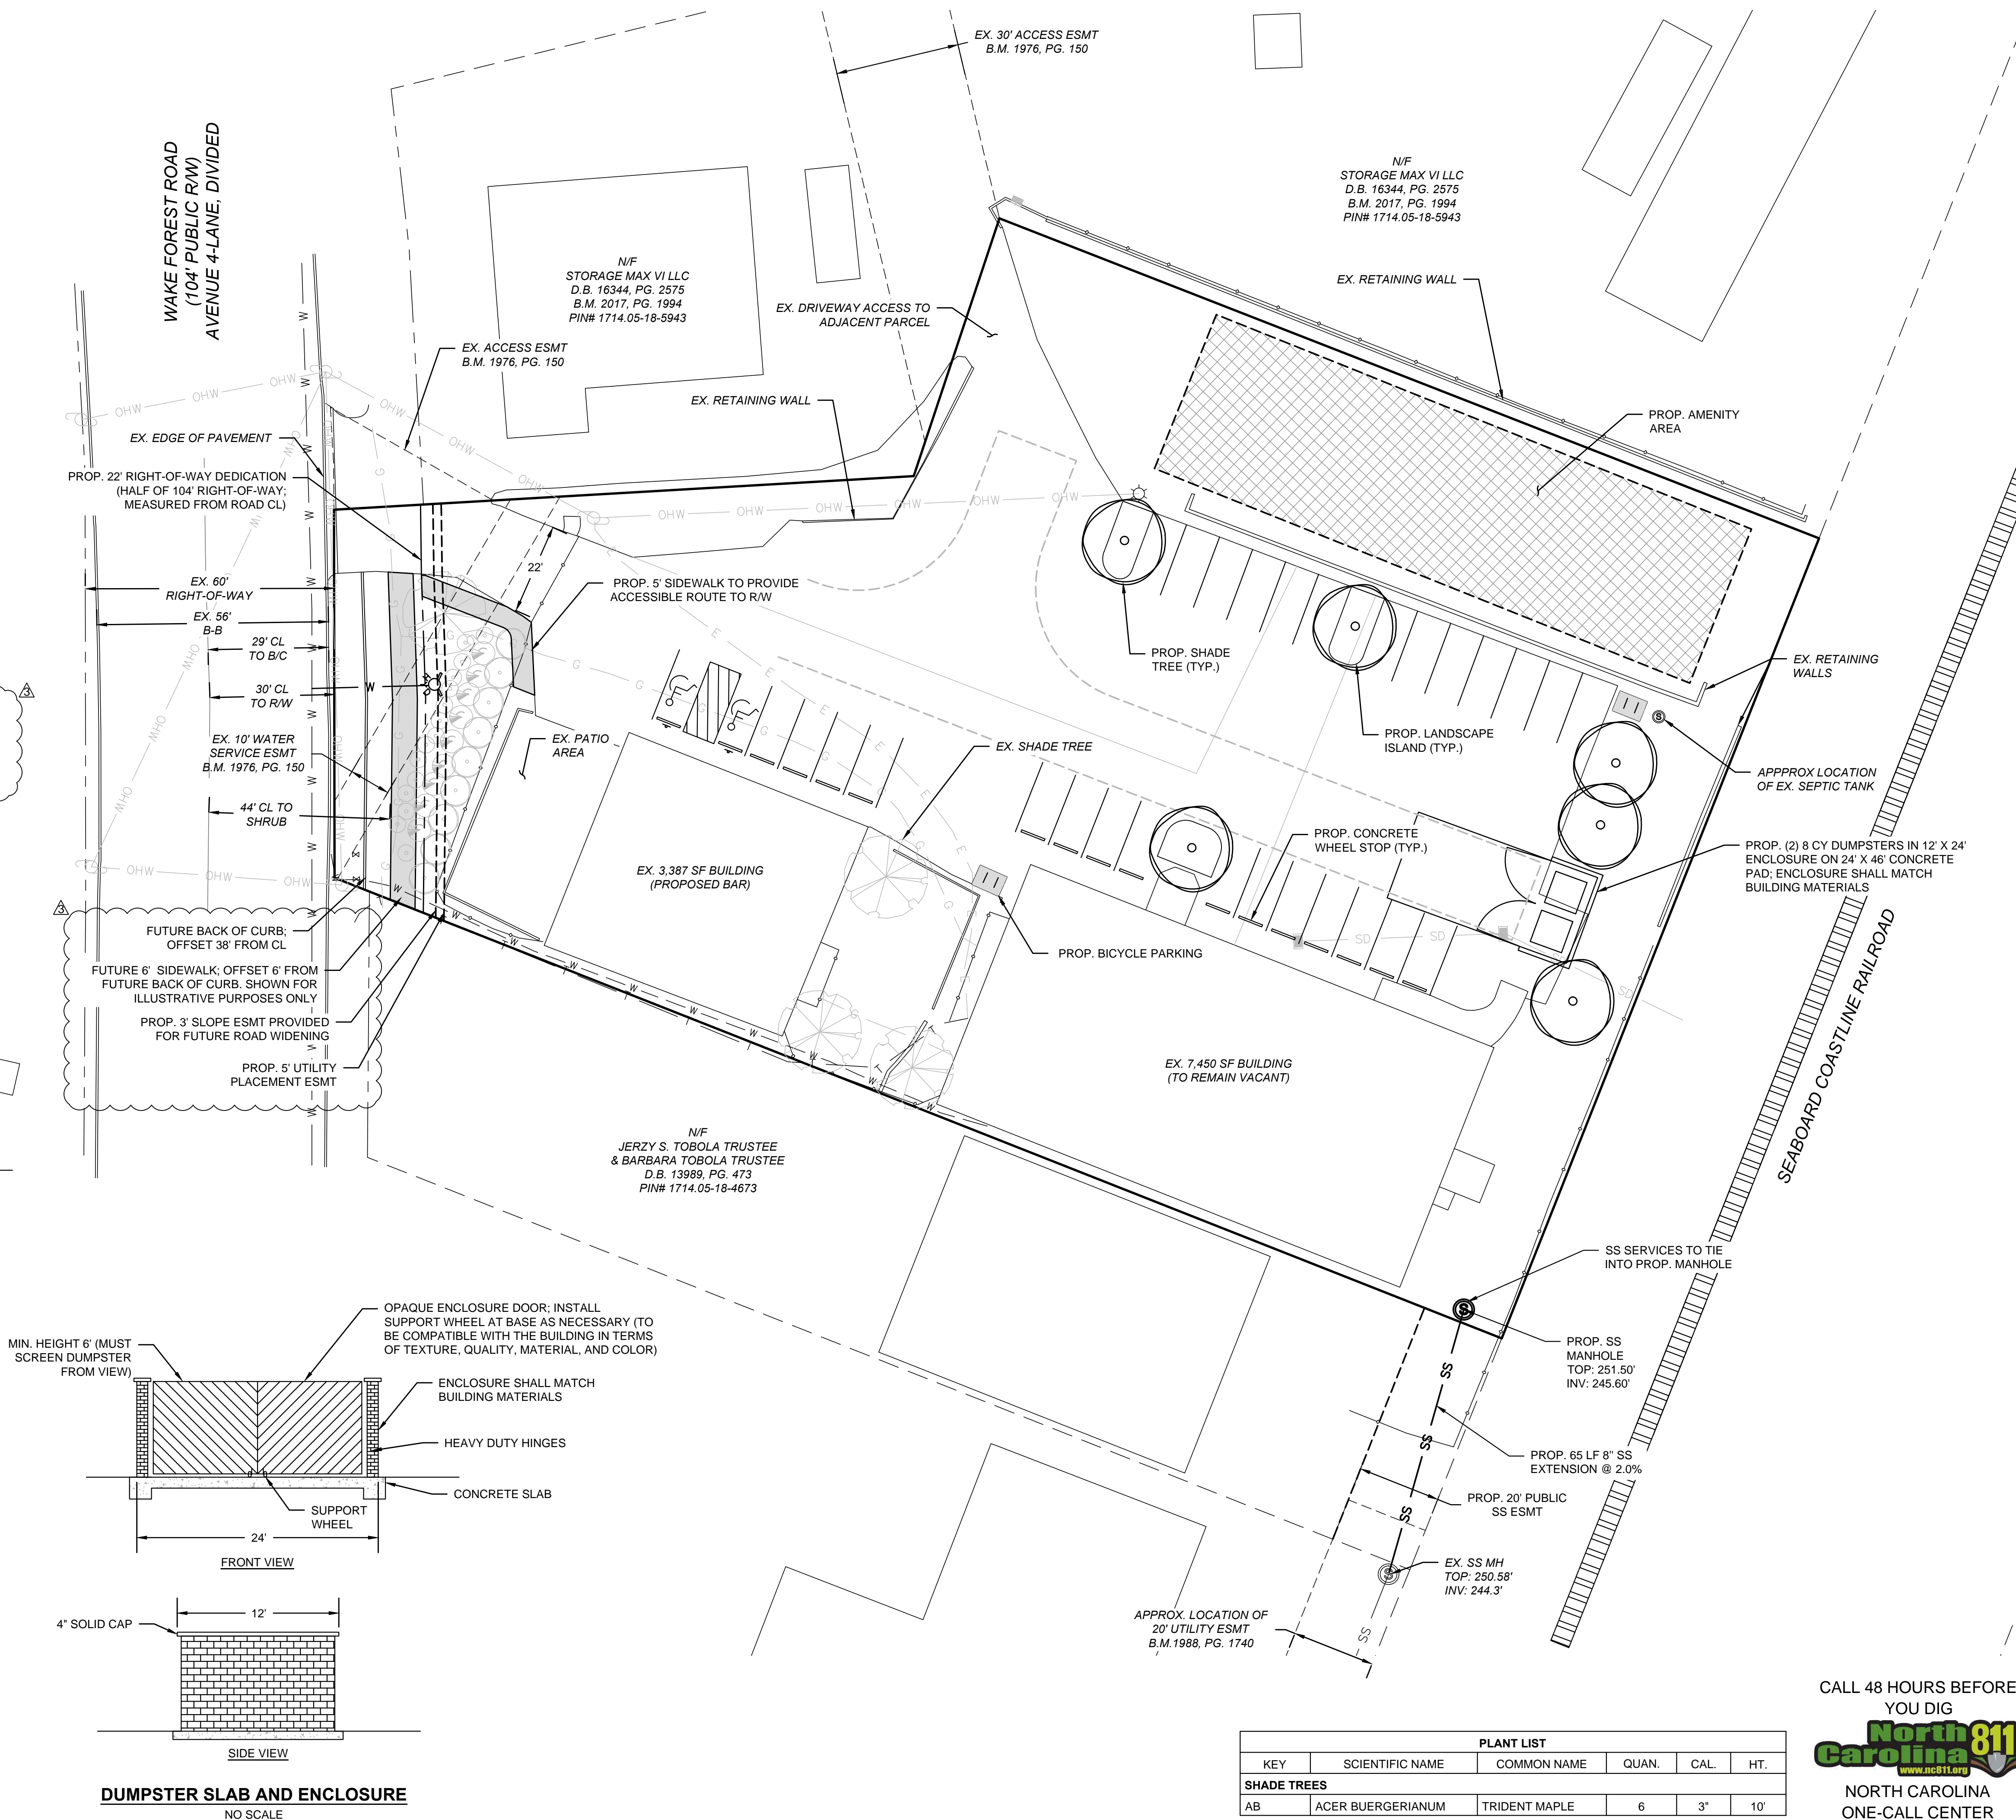 EX. 30' ACCESS ESMT
B.M. 1976, PG. 150
WAKE FOREST ROAD
(104' PUBLIC R/W)
AVENUE 4-LANE, DIVIDED
N/F
STORAGE MAX VI LLC
D.B. 16344, PG. 2575
B.M. 2017, PG. 1994
PIN# 1714.05-18-5943
N/F
STORAGE MAX VI LLC
D.B. 16344, PG. 2575
B.M. 2017, PG. 1994
PIN# 1714.05-18-5943
EX. RETAINING WALL
EX. DRIVEWAY ACCESS TO
ADJACENT PARCEL
EX. ACCESS ESMT
B.M. 1976, PG. 150
EX. RETAINING WALL
PROP. AMENITY
AREA
EX. EDGE OF PAVEMENT
PROP. 22' RIGHT-OF-WAY DEDICATION
(HALF OF 104' RIGHT-OF-WAY;
MEASURED FROM ROAD CL)
22'
EX. 60'
RIGHT-OF-WAY
PROP. 5' SIDEWALK TO PROVIDE
ACCESSIBLE ROUTE TO R/W
EX. 56'
B-B
29' CL
TO B/C
30' CL
TO R/W
PROP. SHADE
TREE (TYP.)
EX. RETAINING
WALLS
PROP. LANDSCAPE
ISLAND (TYP.)
EX. 10' WATER
SERVICE ESMT
B.M. 1976, PG. 150
EX. PATIO
AREA
EX. SHADE TREE
APPPROX LOCATION
OF EX. SEPTIC TANK
44' CL TO
SHRUB
PROP. CONCRETE
WHEEL STOP (TYP.)
PROP. (2) 8 CY DUMPSTERS IN 12' X 24'
ENCLOSURE ON 24' X 46' CONCRETE
PAD; ENCLOSURE SHALL MATCH
BUILDING MATERIALS
EX. 3,387 SF BUILDING
(PROPOSED BAR)
FUTURE BACK OF CURB;
OFFSET 38' FROM CL
PROP. BICYCLE PARKING
FUTURE 6' SIDEWALK; OFFSET 6' FROM
FUTURE BACK OF CURB. SHOWN FOR
ILLUSTRATIVE PURPOSES ONLY
PROP. 3' SLOPE ESMT PROVIDED
FOR FUTURE ROAD WIDENING
PROP. 5' UTILITY
PLACEMENT ESMT
EX. 7,450 SF BUILDING
(TO REMAIN VACANT)
SEABOARD COASTLINE RAILROAD
N/F
JERZY S. TOBOLA TRUSTEE
& BARBARA TOBOLA TRUSTEE
D.B. 13989, PG. 473
PIN# 1714.05-18-4673
SS SERVICES TO TIE
INTO PROP. MANHOLE
PROP. SS
MANHOLE
TOP: 251.50'
INV: 245.60'
PROP. 65 LF 8" SS
EXTENSION @ 2.0%
PROP. 20' PUBLIC
SS ESMT
EX. SS MH
TOP: 250.58'
INV: 244.3'
APPROX. LOCATION OF
20' UTILITY ESMT
B.M.1988, PG. 1740
OPAQUE ENCLOSURE DOOR; INSTALL
SUPPORT WHEEL AT BASE AS NECESSARY (TO
BE COMPATIBLE WITH THE BUILDING IN TERMS
OF TEXTURE, QUALITY, MATERIAL, AND COLOR)
MIN. HEIGHT 6' (MUST
SCREEN DUMPSTER
FROM VIEW)
ENCLOSURE SHALL MATCH
BUILDING MATERIALS
HEAVY DUTY HINGES
CONCRETE SLAB
SUPPORT
WHEEL
24'
FRONT VIEW
12'
4" SOLID CAP
SIDE VIEW
DUMPSTER SLAB AND ENCLOSURE
NO SCALE
PLANT LIST
KEY SCIENTIFIC NAME COMMON NAME QUAN. CAL. HT.
SHADE TREES
AB ACER BUERGERIANUM TRIDENT MAPLE 6 3" 10'
CALL 48 HOURS BEFORE
YOU DIG
North 811
Carolina
www.nc811.org
NORTH CAROLINA
ONE-CALL CENTER